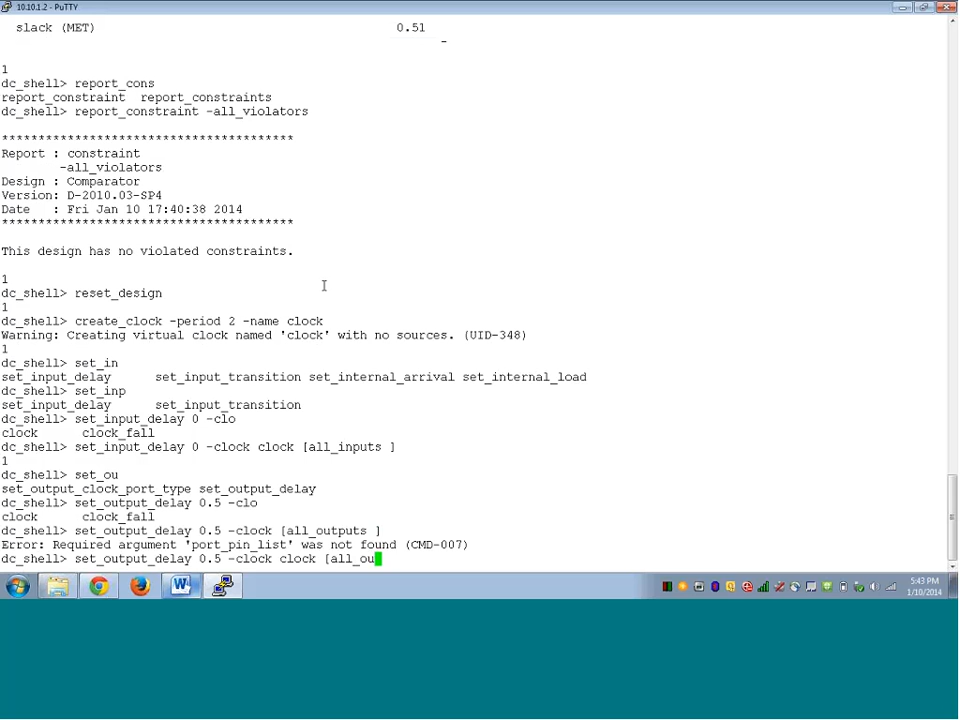 10.10.1.2 - PuTTY
slack (MET) 0.51
-
1
dc_shell> report_cons
report_constraint report_constraints
dc_shell> report_constraint -all_violators
****************************************
Report : constraint
-all_violators
Design : Comparator
Version: D-2010.03-SP4
Date : Fri Jan 10 17:40:38 2014
****************************************
This design has no violated constraints.
1
dc_shell> reset_design
1
dc_shell> create_clock -period 2 -name clock
Warning: Creating virtual clock named 'clock' with no sources. (UID-348)
1
dc_shell> set_in
set_input_delay set_input_transition set_internal_arrival set_internal_load
dc_shell> set_inp
set_input_delay set_input_transition
dc_shell> set_input_delay 0 -clo
clock clock_fall
dc_shell> set_input_delay 0 -clock clock [all_inputs ]
1
dc_shell> set_ou
set_output_clock_port_type set_output_delay
dc_shell> set_output_delay 0.5 -clo
clock clock_fall
dc_shell> set_output_delay 0.5 -clock [all_outputs ]
Error: Required argument 'port_pin_list' was not found (CMD-007)
dc_shell> set_output_delay 0.5 -clock clock [all_ou
5:43 PM
1/10/2014